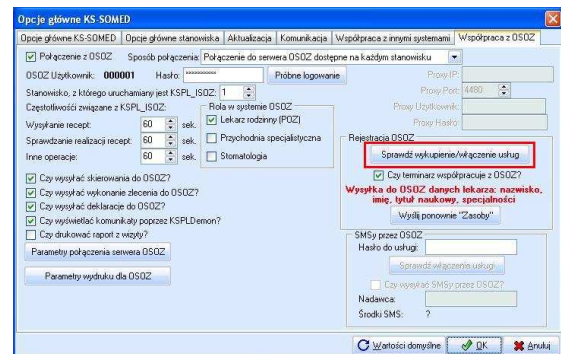 Opcje główne KS-SOMED
Opcje główne KS-SOMED Opcje główne stanowiska Aktualizacja Komunikacja Współpraca z innymi systemami Współpraca z OSOZ
Połączenie z OSOZ Sposób połączenia: Połączenie do serwera OSOZ dostępne na każdym stanowisku
OSOZ Użytkownik: 000001 Hasło: ********** Próbne logowanie
Proxy IP:
Stanowisko, z którego uruchamiany jest KSPL_ISOZ: 1
Proxy Port: 4480
Częstotliwości związane z KSPL_ISOZ:
Rola w systemie OSOZ
Proxy Użytkownik:
Wysyłanie recept: 60 sek.
Lekarz rodzinny (POZ)
Proxy Hasło:
Sprawdzanie realizacji recept: 60 sek.
Przychodnia specjalistyczna
Inne operacje: 60 sek.
Stomatologia
Rejestracja OSOZ
Sprawdź wykupienie/włączenie usług
Czy terminarz współpracuje z OSOZ?
Wysyłka do OSOZ danych lekarza: nazwisko, imię, tytuł naukowy, specjalności
Wyślij ponownie "Zasoby"
Czy wysyłać skierowania do OSOZ?
Czy wysyłać wykonanie zlecenia do OSOZ?
Czy wysyłać deklaracje do OSOZ?
Czy wyświetlać komunikaty poprzez KSPLDemon?
Czy drukować raport z wizyty?
Parametry połączenia serwera OSOZ
Parametry wydruku dla OSOZ
SMSy przez OSOZ
Hasło do usługi:
Sprawdź włączenie usługi
Czy wysyłać SMSy przez OSOZ?
Nadawca:
Środki SMS: ?
Wartości domyślne OK Anuluj